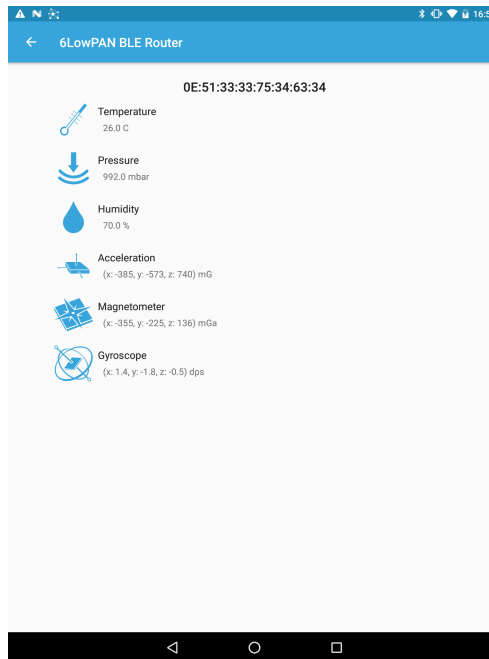 16:5
6LowPAN BLE Router
0E:51:33:33:75:34:63:34
Temperature
26.0 C
Pressure
992.0 mbar
Humidity
70.0 %
Acceleration
(x: -385, y: -573, z: 740) mG
Magnetometer
(x: -355, y: -225, z: 136) mGa
Gyroscope
(x: 1.4, y: -1.8, z: -0.5) dps